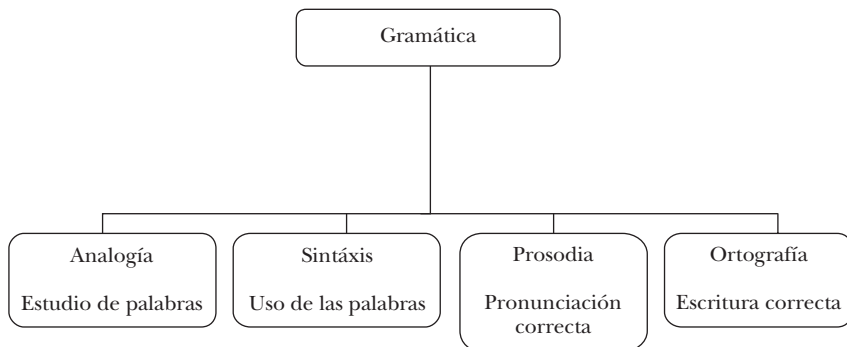 Gramática
Analogía
Estudio de palabras
Sintáxis
Uso de las palabras
Prosodia
Pronunciación
correcta
Ortografía
Escritura correcta